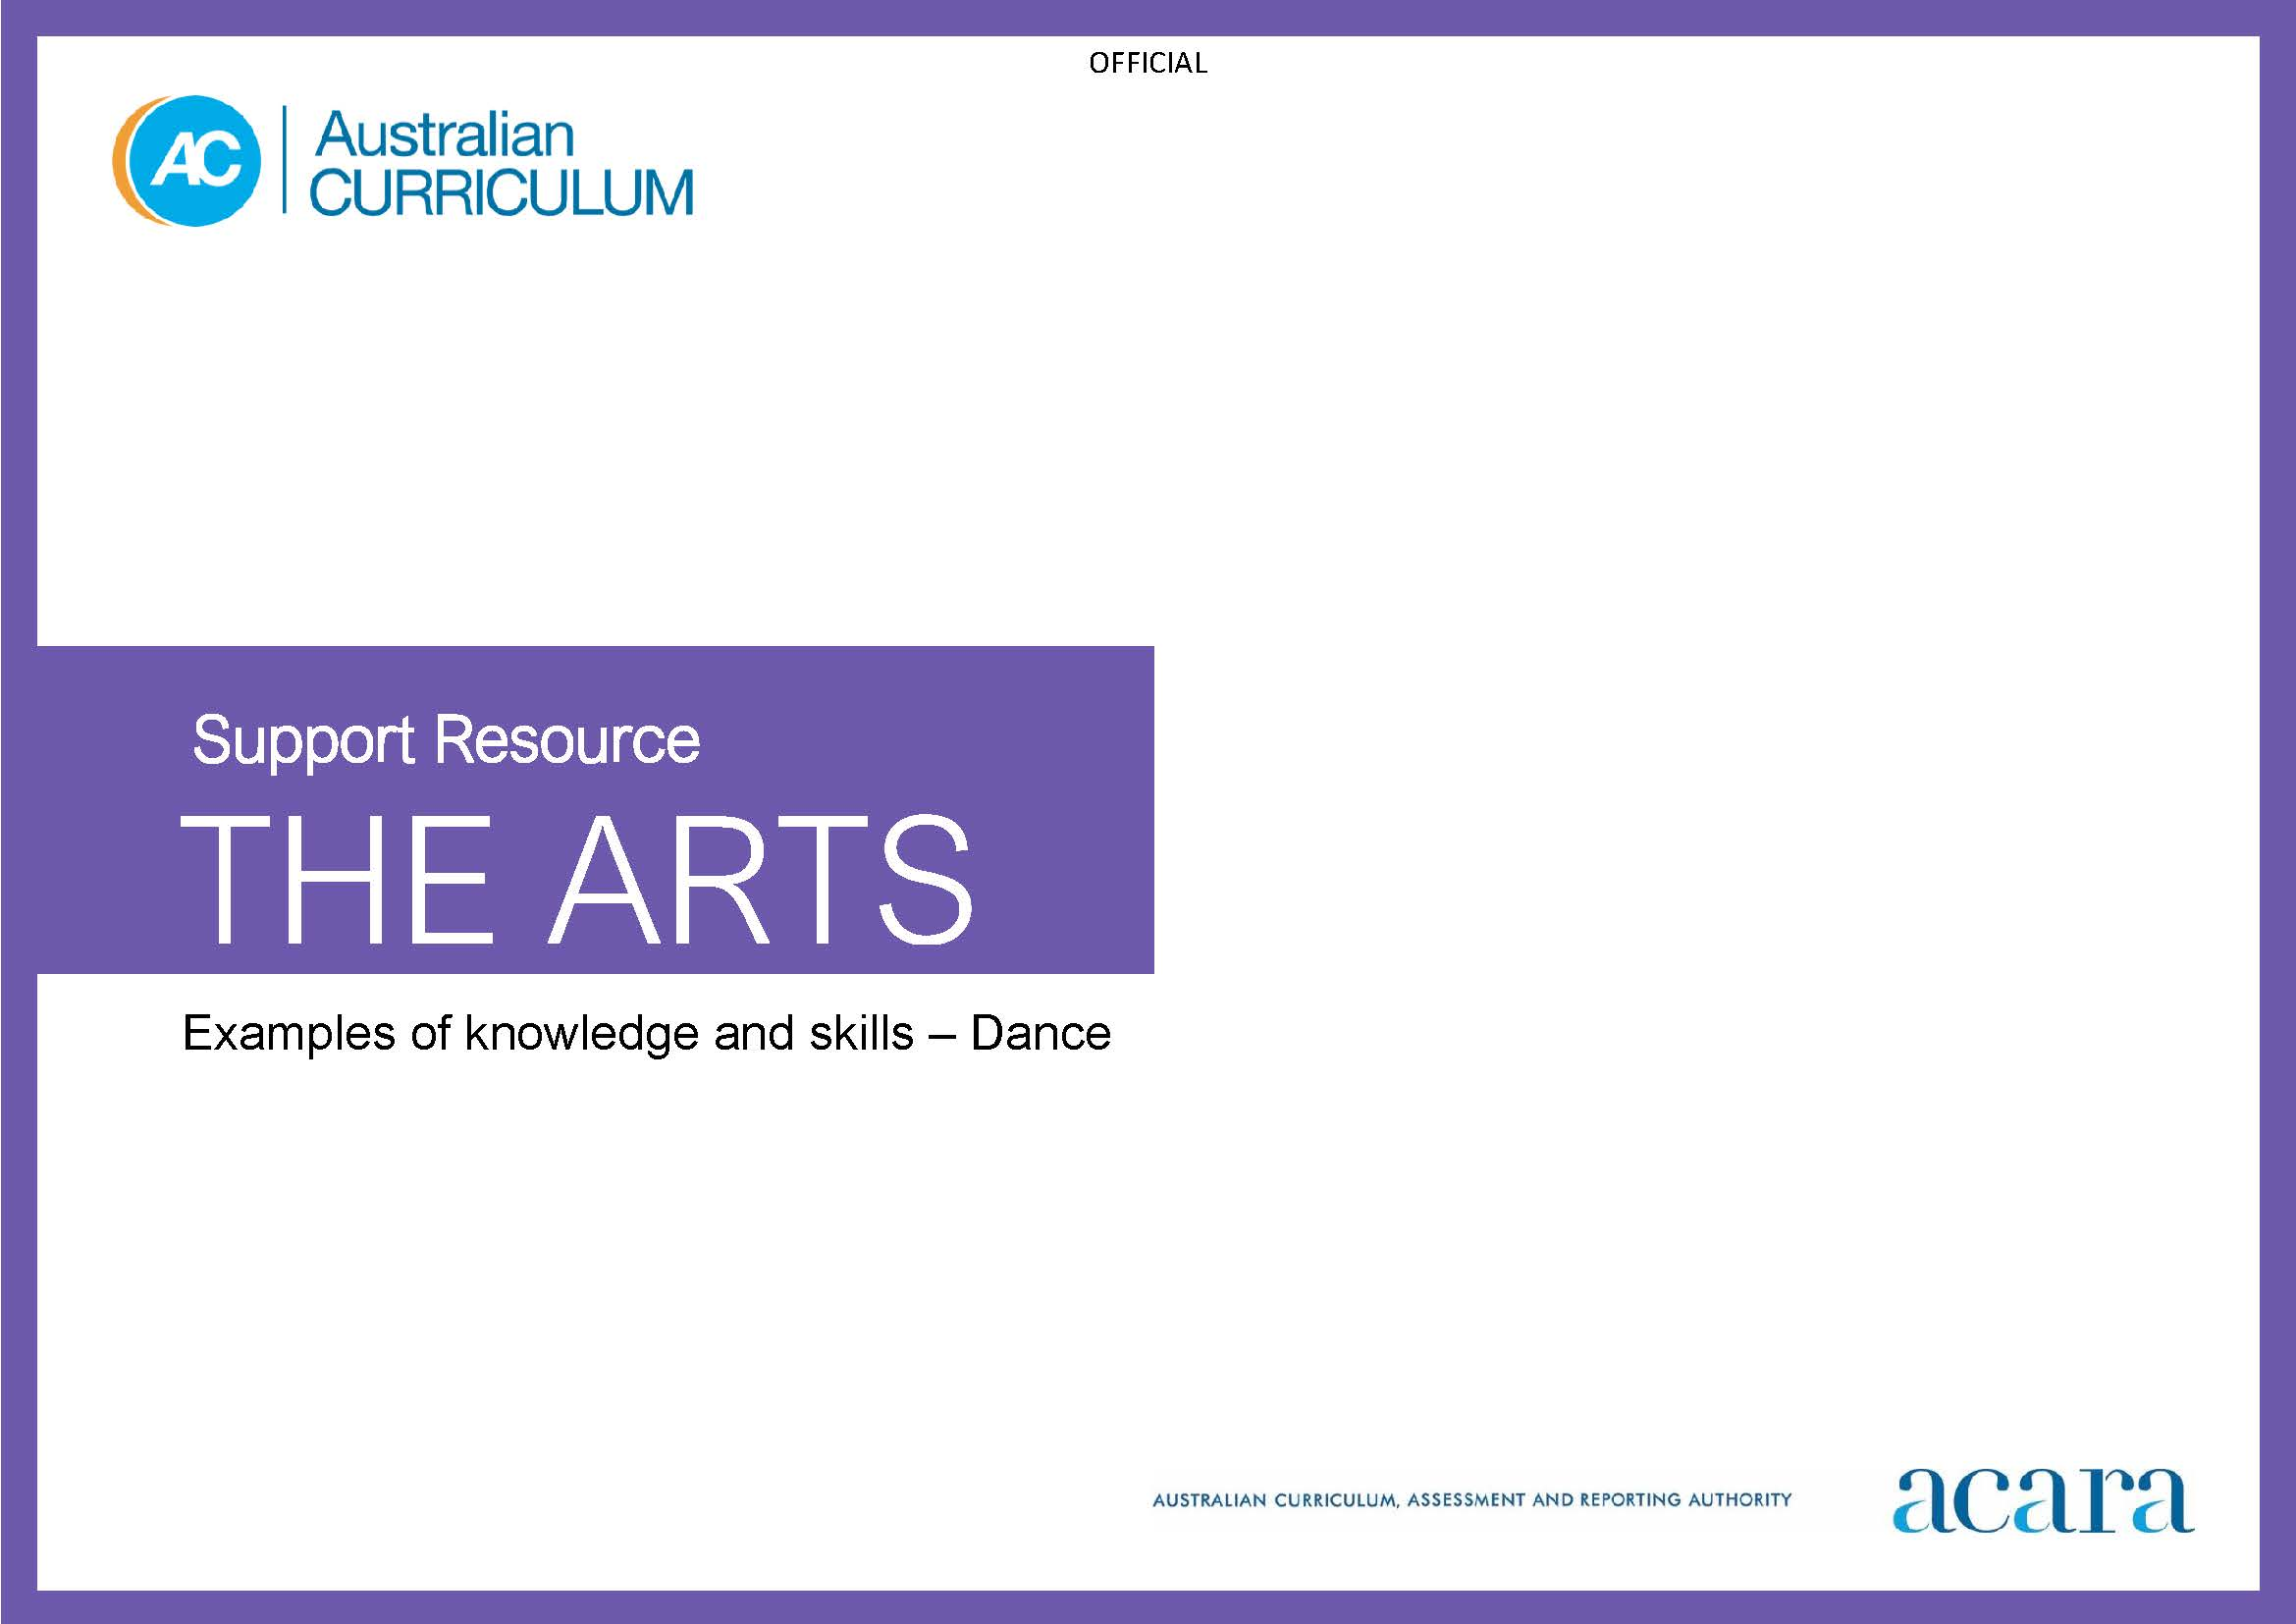 OFFICIAL
AC
Australian
CURRICULUM
Support Resource
THE ARTS
Examples of knowledge and skills – Dance
AUSTRALIAN CURRICULUM, ASSESSMENT AND REPORTING AUTHORITY
acara